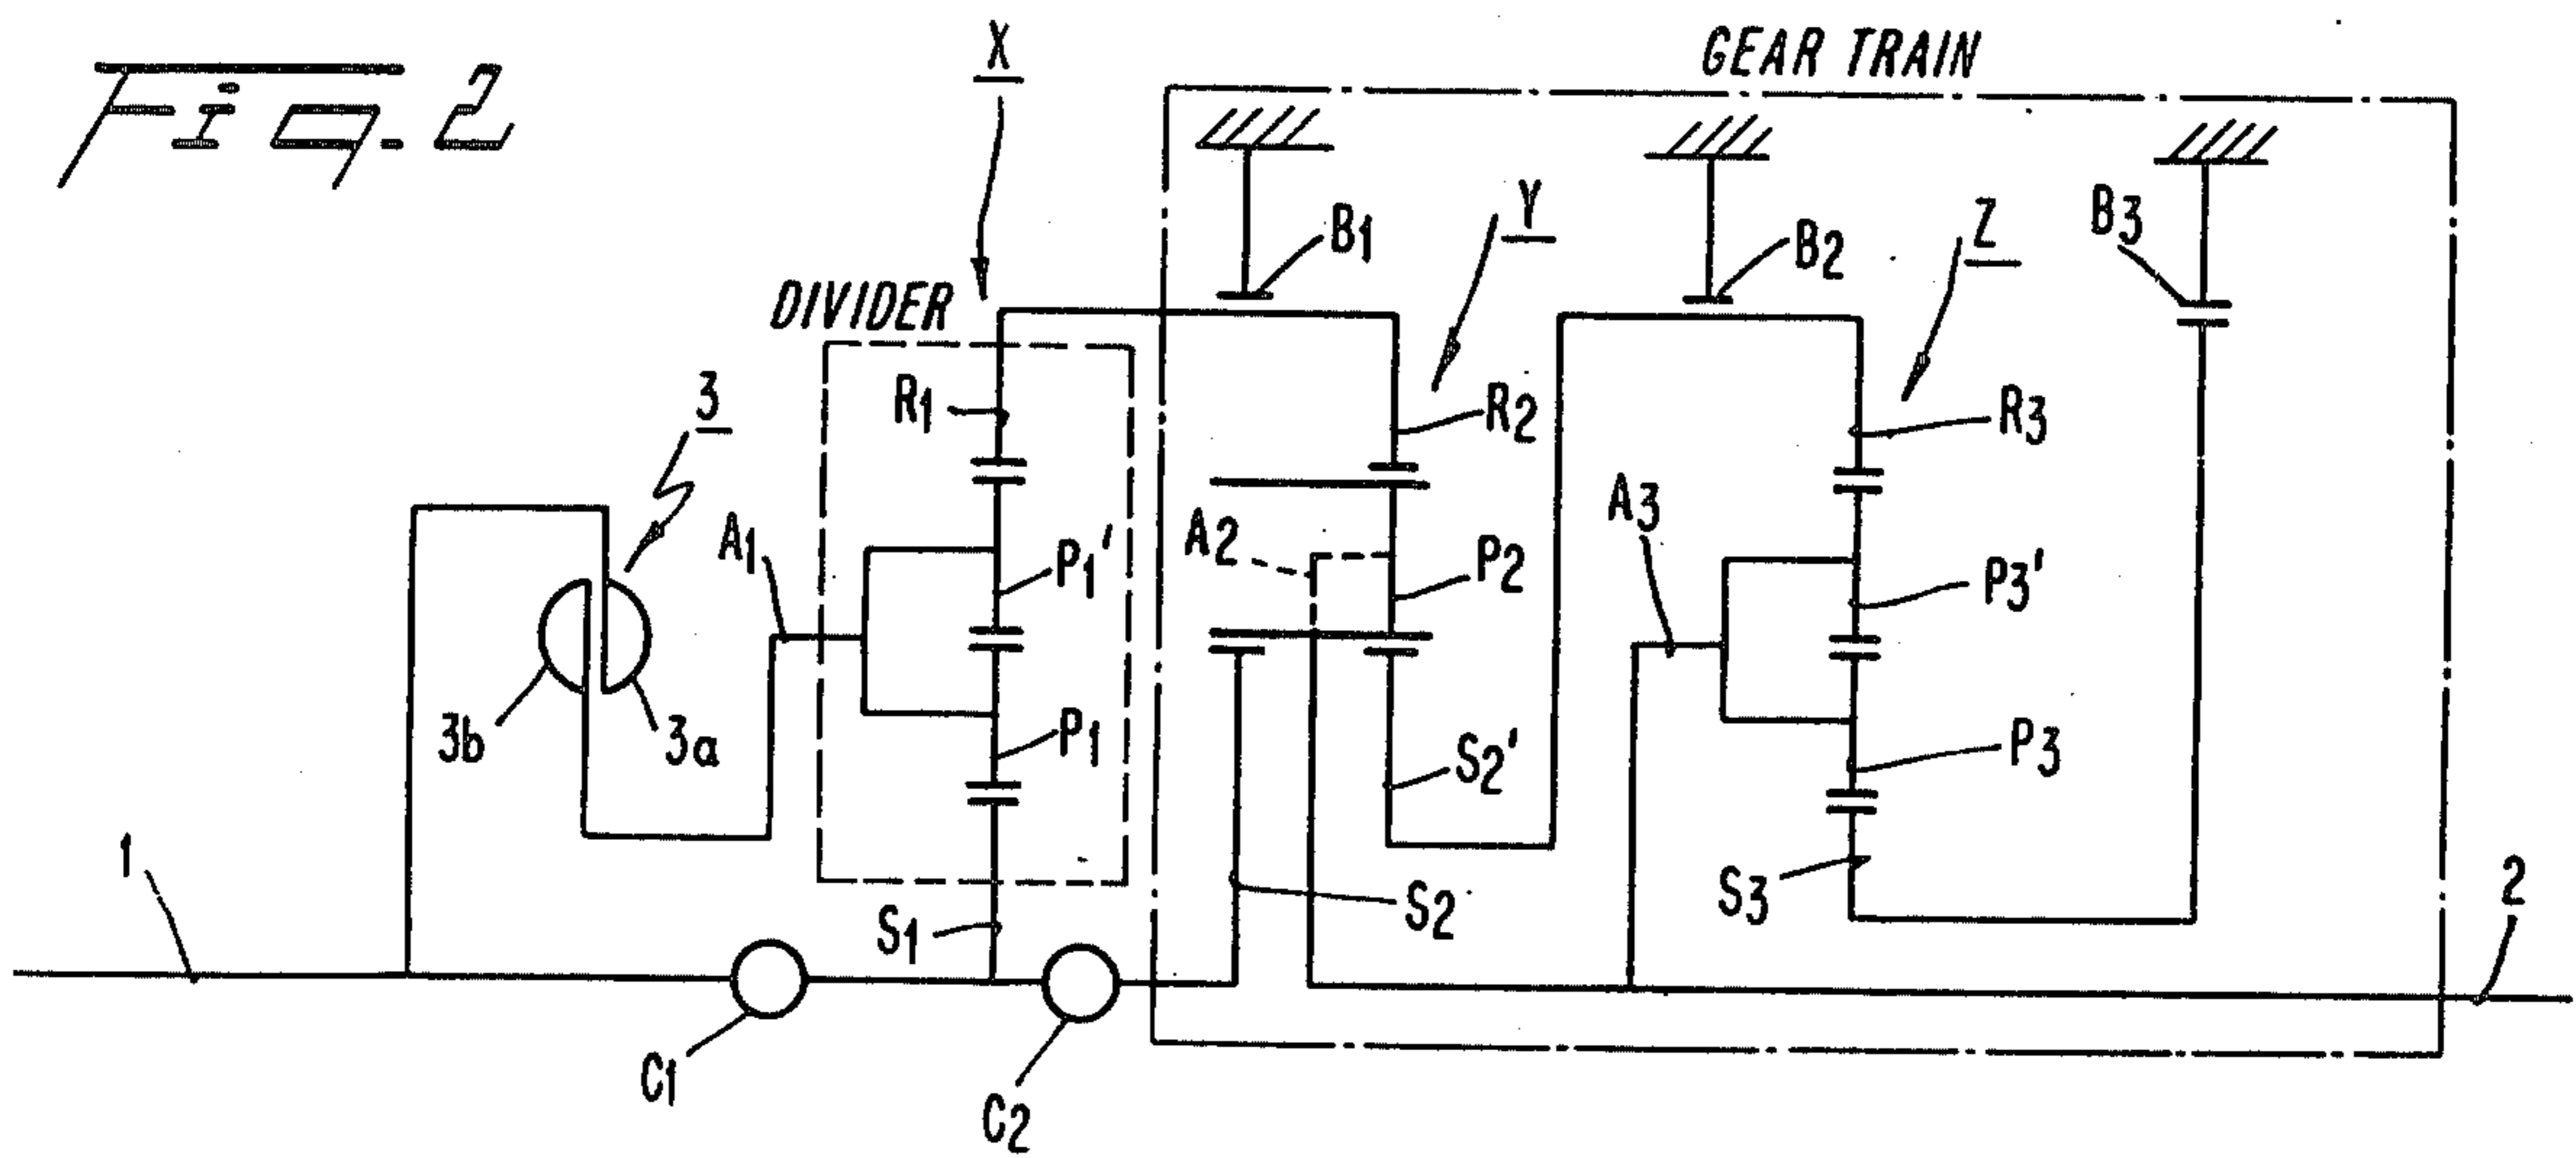 Fig. 2
X
GEAR TRAIN
DIVIDER
B1
Y
B2
Z
B3
R1
R2
R3
3
A1
P1'
A2
P2
A3
P3'
3b
3a
P1
S2'
P3
1
S1
S2
S3
2
C1
C2